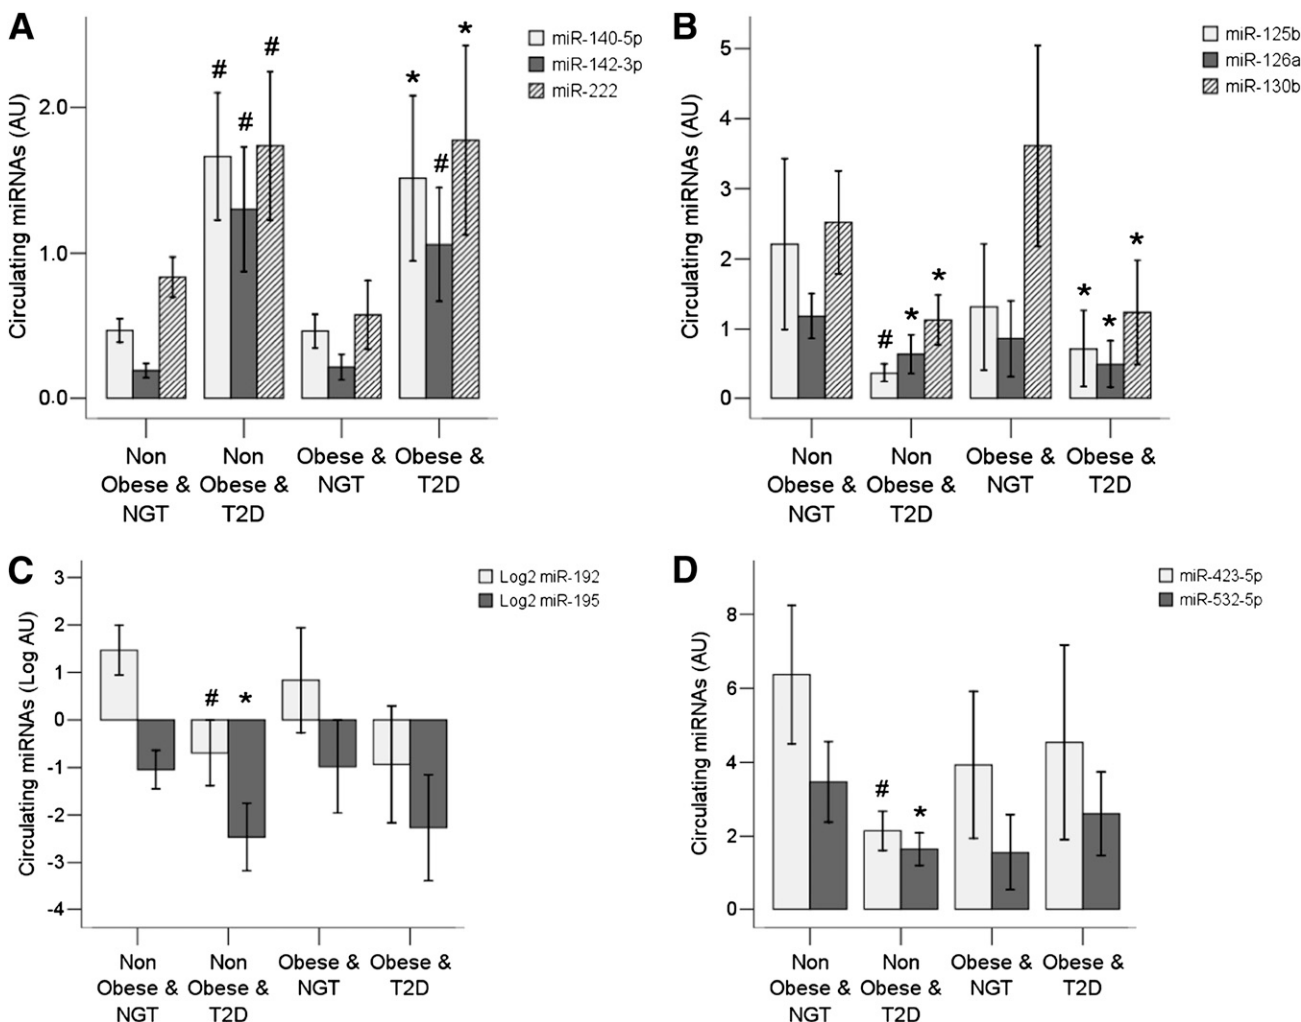 A
miR-140-5p
miR-142-3p
miR-222
Circulating miRNAs (AU)
2.0
1.0
0.0
# # # * # *
Non Obese & NGT
Non Obese & T2D
Obese & NGT
Obese & T2D
B
miR-125b
miR-126a
miR-130b
Circulating miRNAs (AU)
5
4
3
2
1
0
# * * * * *
Non Obese & NGT
Non Obese & T2D
Obese & NGT
Obese & T2D
C
Log2 miR-192
Log2 miR-195
Circulating miRNAs (Log AU)
3
2
1
0
-1
-2
-3
-4
# *
Non Obese & NGT
Non Obese & T2D
Obese & NGT
Obese & T2D
D
miR-423-5p
miR-532-5p
Circulating miRNAs (AU)
8
6
4
2
0
# *
Non Obese & NGT
Non Obese & T2D
Obese & NGT
Obese & T2D